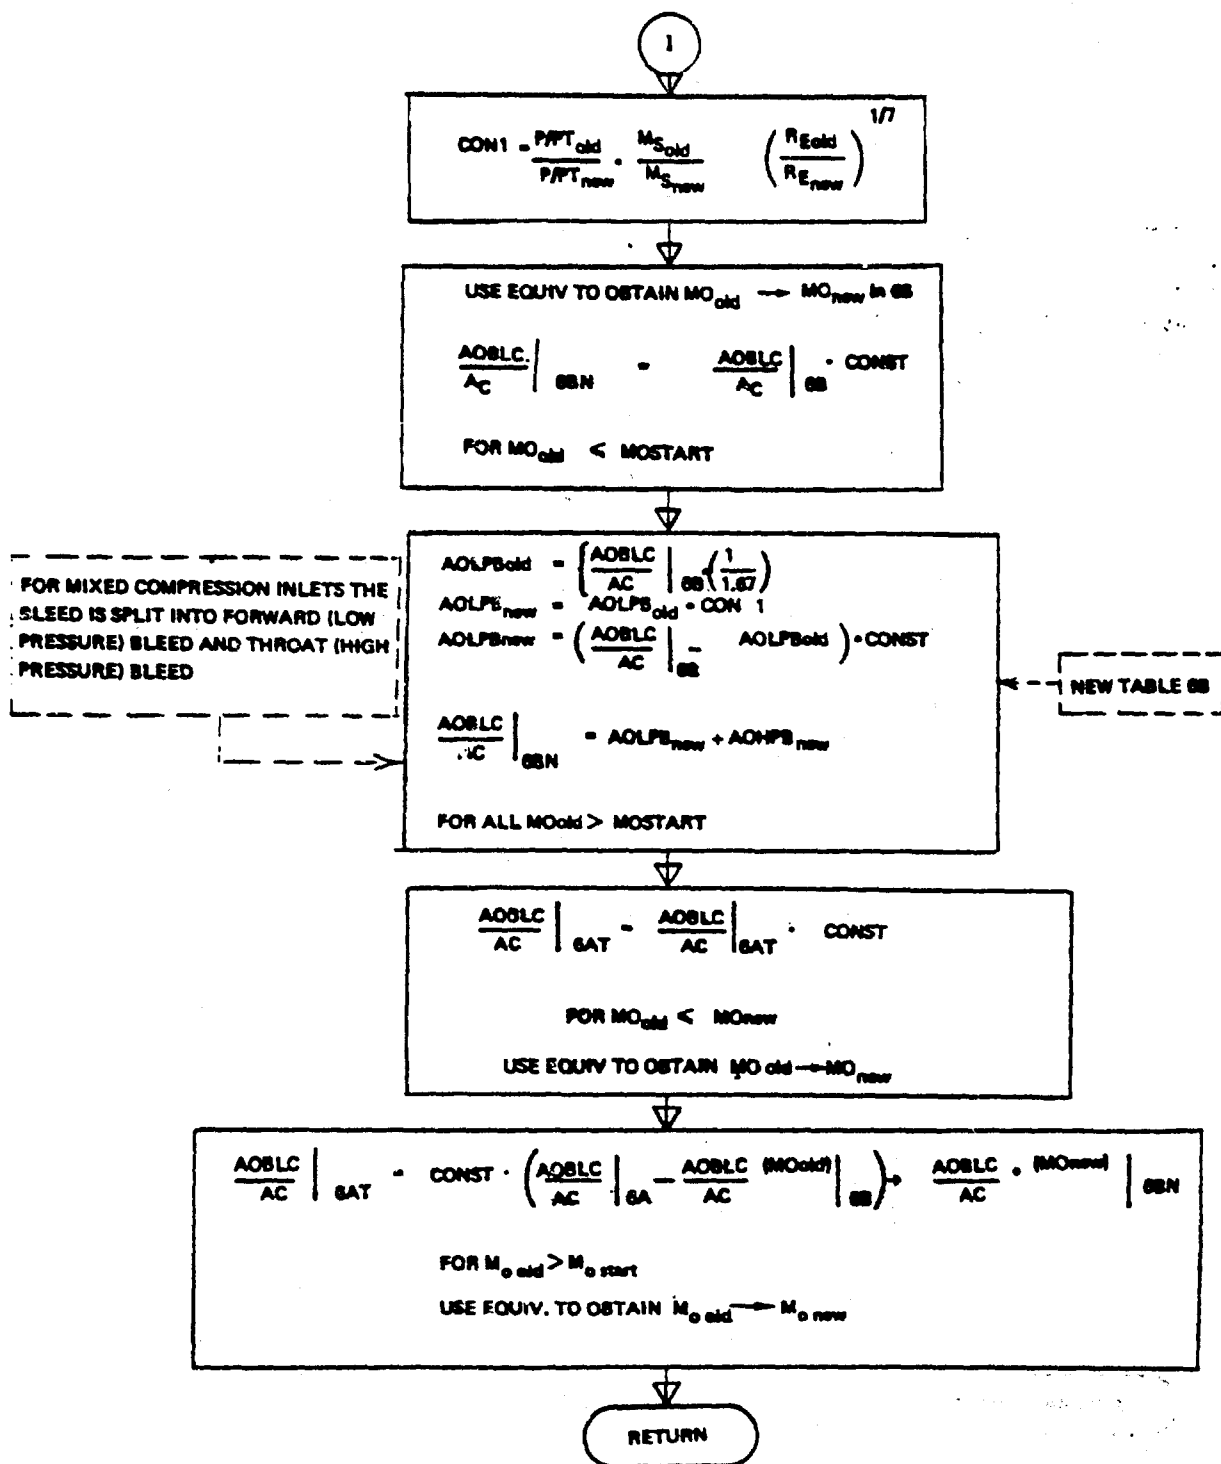 1
CON1 = P/PT old / P/PT new · M S old / M S new ( R E old / R E new ) 1/7
USE EQUIV TO OBTAIN MO old → MO new in 6B
AOBLC / A C | 6BN = AOBLC / A C | 6B · CONST
FOR MO old ≤ MOSTART
FOR MIXED COMPRESSION INLETS THE
BLEED IS SPLIT INTO FORWARD (LOW
PRESSURE) BLEED AND THROAT (HIGH
PRESSURE) BLEED
AOLPBold = ( AOBLC / AC | 6B ( 1 / 1.67 )
AOLPB new = AOLPB old · CON 1
AOLPBnew = ( AOBLC / AC | 6B – AOLPBold ) · CONST
NEW TABLE 6B
AOBLC / AC | 6BN = AOLPB new + AOHPB new
FOR ALL MOold > MOSTART
AOBLC / AC | 6AT = AOBLC / AC | 6AT · CONST
FOR MO old < MOnew
USE EQUIV TO OBTAIN MO old → MO new
AOBLC / AC | 6AT = CONST · ( AOBLC / AC | 6A – AOBLC / AC (MOold) | 6B ) + AOBLC / AC · (MOnew) | 6BN
FOR M o old > M o start
USE EQUIV. TO OBTAIN M o old → M o new
RETURN